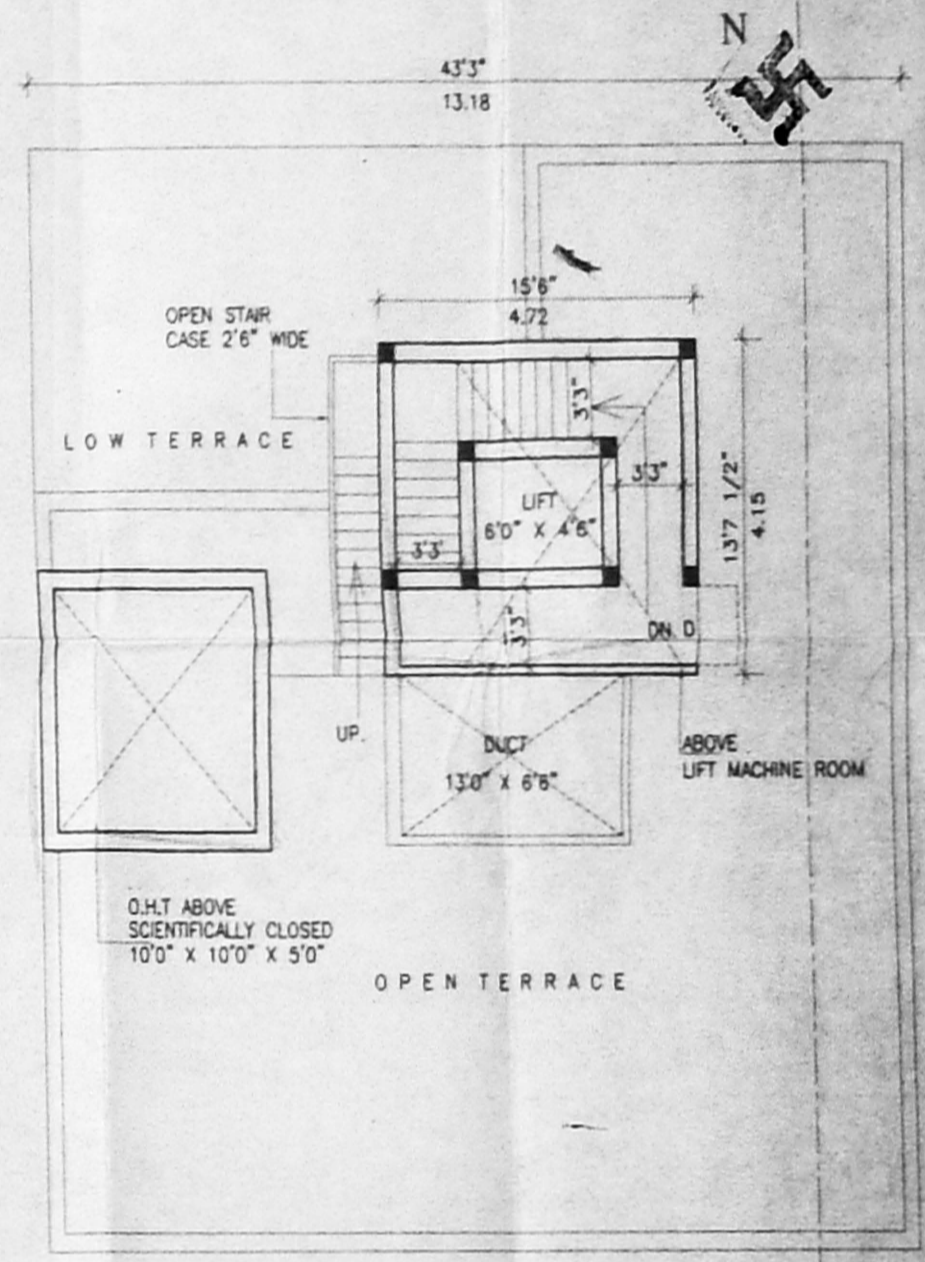 N
43'3"
13.18
15'6"
4.72
OPEN STAIR
CASE 2'6" WIDE
3'3"
LOW TERRACE
3'3"
13'7 1/2"
4.15
LIFT
6'0" X 4'6"
3'3"
3'3"
DN. D
UP.
DUCT
13'0" X 6'6"
ABOVE
LIFT MACHINE ROOM
O.H.T ABOVE
SCIENTIFICALLY CLOSED
10'0" X 10'0" X 5'0"
OPEN TERRACE